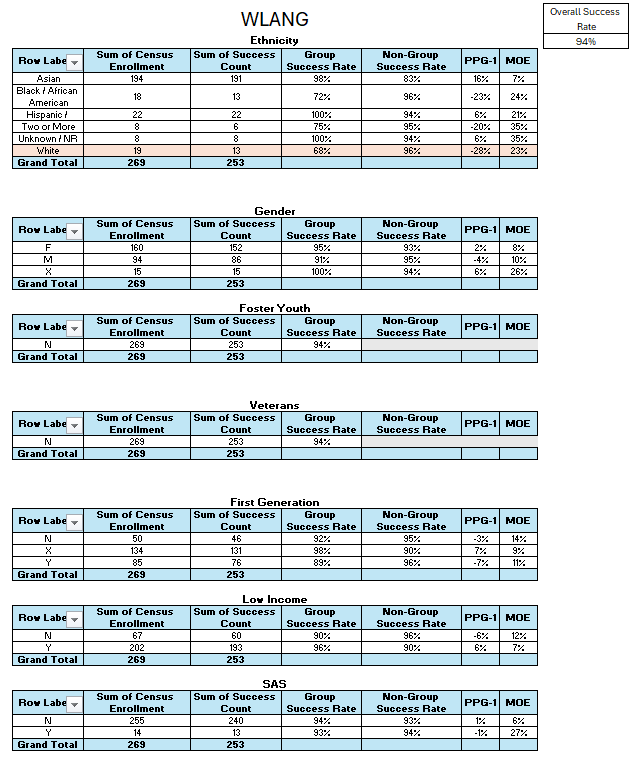 WLANG
Overall Success
Rate
94%
Ethnicity
Row Labe Sum of Census Enrollment Sum of Success Count Group Success Rate Non-Group Success Rate PPG-1 MOE
Asian 194 191 98% 83% 16% 7%
Black / African American 18 13 72% 96% -23% 24%
Hispanic / 22 22 100% 94% 6% 21%
Two or More 8 6 75% 95% -20% 35%
Unknown / NR 8 8 100% 94% 6% 35%
White 19 13 68% 96% -28% 23%
Grand Total 269 253
Gender
Row Labe Sum of Census Enrollment Sum of Success Count Group Success Rate Non-Group Success Rate PPG-1 MOE
F 160 152 95% 93% 2% 8%
M 94 86 91% 95% -4% 10%
X 15 15 100% 94% 6% 26%
Grand Total 269 253
Foster Youth
Row Labe Sum of Census Enrollment Sum of Success Count Group Success Rate Non-Group Success Rate PPG-1 MOE
N 269 253 94%
Grand Total 269 253
Veterans
Row Labe Sum of Census Enrollment Sum of Success Count Group Success Rate Non-Group Success Rate PPG-1 MOE
N 269 253 94%
Grand Total 269 253
First Generation
Row Labe Sum of Census Enrollment Sum of Success Count Group Success Rate Non-Group Success Rate PPG-1 MOE
N 50 46 92% 95% -3% 14%
X 134 131 98% 90% 7% 9%
Y 85 76 89% 96% -7% 11%
Grand Total 269 253
Low Income
Row Labe Sum of Census Enrollment Sum of Success Count Group Success Rate Non-Group Success Rate PPG-1 MOE
N 67 60 90% 96% -6% 12%
Y 202 193 96% 90% 6% 7%
Grand Total 269 253
SAS
Row Labe Sum of Census Enrollment Sum of Success Count Group Success Rate Non-Group Success Rate PPG-1 MOE
N 255 240 94% 93% 1% 6%
Y 14 13 93% 94% -1% 27%
Grand Total 269 253